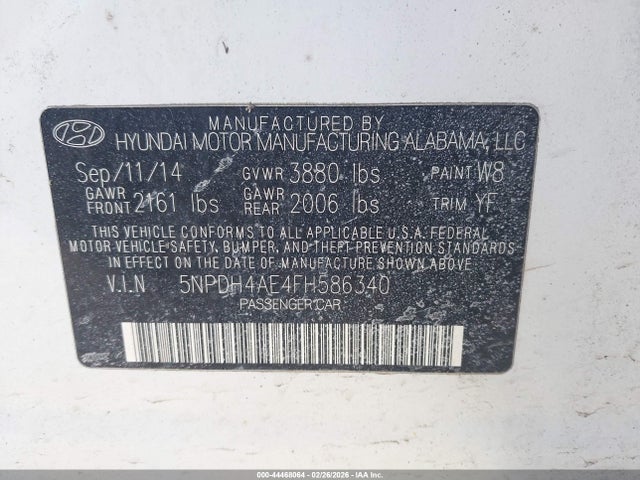 MANUFACTURED BY
HYUNDAI MOTOR MANUFACTURING ALABAMA, LLC
Sep/11/14 GVWR 3880 lbs PAINT W8
GAWR FRONT 2161 lbs GAWR REAR 2006 lbs TRIM YF
THIS VEHICLE CONFORMS TO ALL APPLICABLE U.S.A. FEDERAL
MOTOR VEHICLE SAFETY, BUMPER, AND THEFT PREVENTION STANDARDS
IN EFFECT ON THE DATE OF MANUFACTURE SHOWN ABOVE.
V.I.N 5NPDH4AE4FH586340
PASSENGER CAR
000-44468064 | 02/26/2026 – COPART